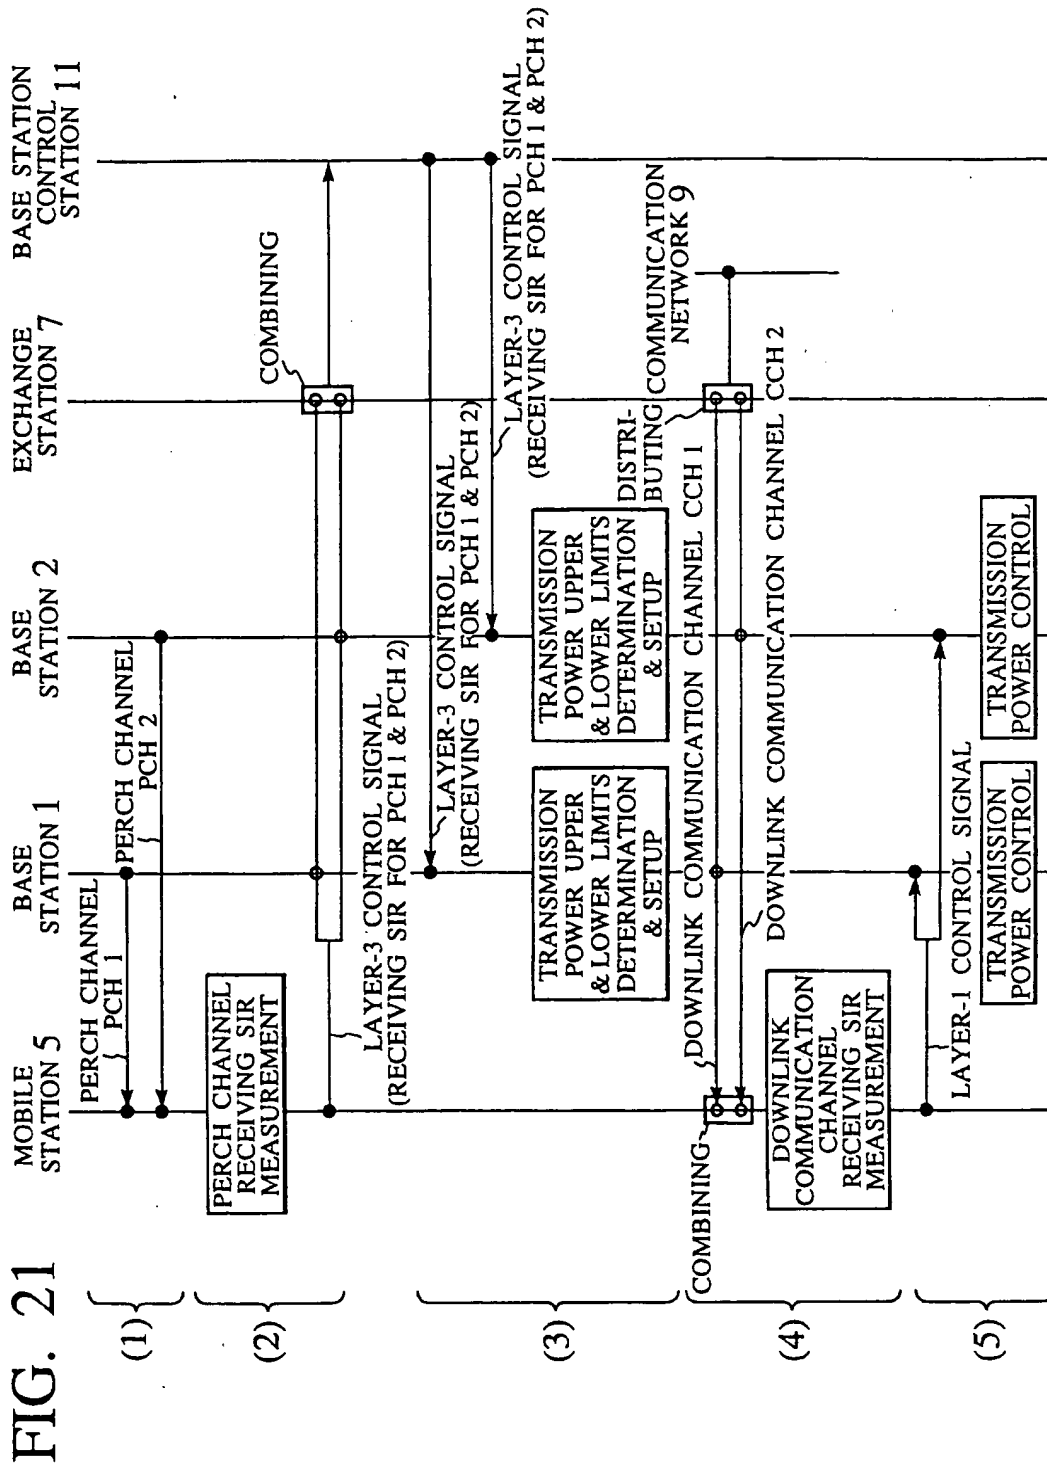 FIG. 21
MOBILE
STATION 5
BASE
STATION 1
BASE
STATION 2
EXCHANGE
STATION 7
BASE STATION
CONTROL
STATION 11
(1)
PERCH CHANNEL
PCH 1
PERCH CHANNEL
PCH 2
(2)
PERCH CHANNEL
RECEIVING SIR
MEASUREMENT
COMBINING
LAYER-3 CONTROL SIGNAL
(RECEIVING SIR FOR PCH 1 & PCH 2)
(3)
LAYER-3 CONTROL SIGNAL
(RECEIVING SIR FOR PCH 1 & PCH 2)
LAYER-3 CONTROL SIGNAL
(RECEIVING SIR FOR PCH 1 & PCH 2)
TRANSMISSION
POWER UPPER
& LOWER LIMITS
DETERMINATION
& SETUP
TRANSMISSION
POWER UPPER
& LOWER LIMITS
DETERMINATION
& SETUP
DISTRI-
BUTING
COMMUNICATION
NETWORK 9
(4)
COMBINING
DOWNLINK COMMUNICATION CHANNEL CCH 1
DOWNLINK COMMUNICATION CHANNEL CCH 2
DOWNLINK
COMMUNICATION
CHANNEL
RECEIVING SIR
MEASUREMENT
(5)
LAYER-1 CONTROL SIGNAL
TRANSMISSION
POWER CONTROL
TRANSMISSION
POWER CONTROL